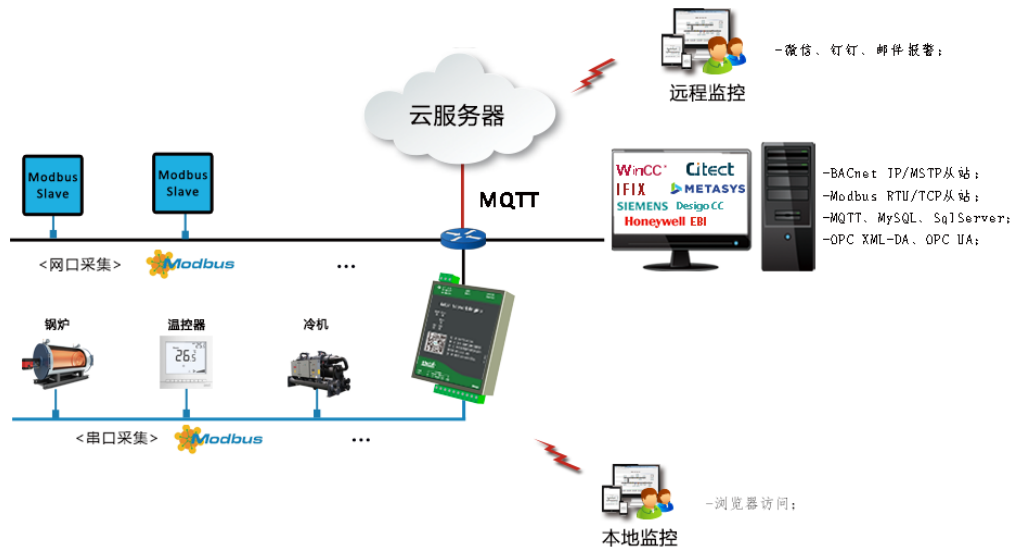 -微信、钉钉、邮件报警;
远程监控
云服务器
WinCC
Citect
IFIX
METASYS
SIEMENS Desigo CC
Honeywell EBI
-BACnet IP/MSTP从站;
-Modbus RTU/TCP从站;
-MQTT、MySQL、SqlServer;
-OPC XML-DA、OPC UA;
Modbus
Slave
Modbus
Slave
MQTT
<网口采集>
Modbus
...
锅炉
温控器
冷机
26.5
<串口采集>
Modbus
...
-浏览器访问;
本地监控